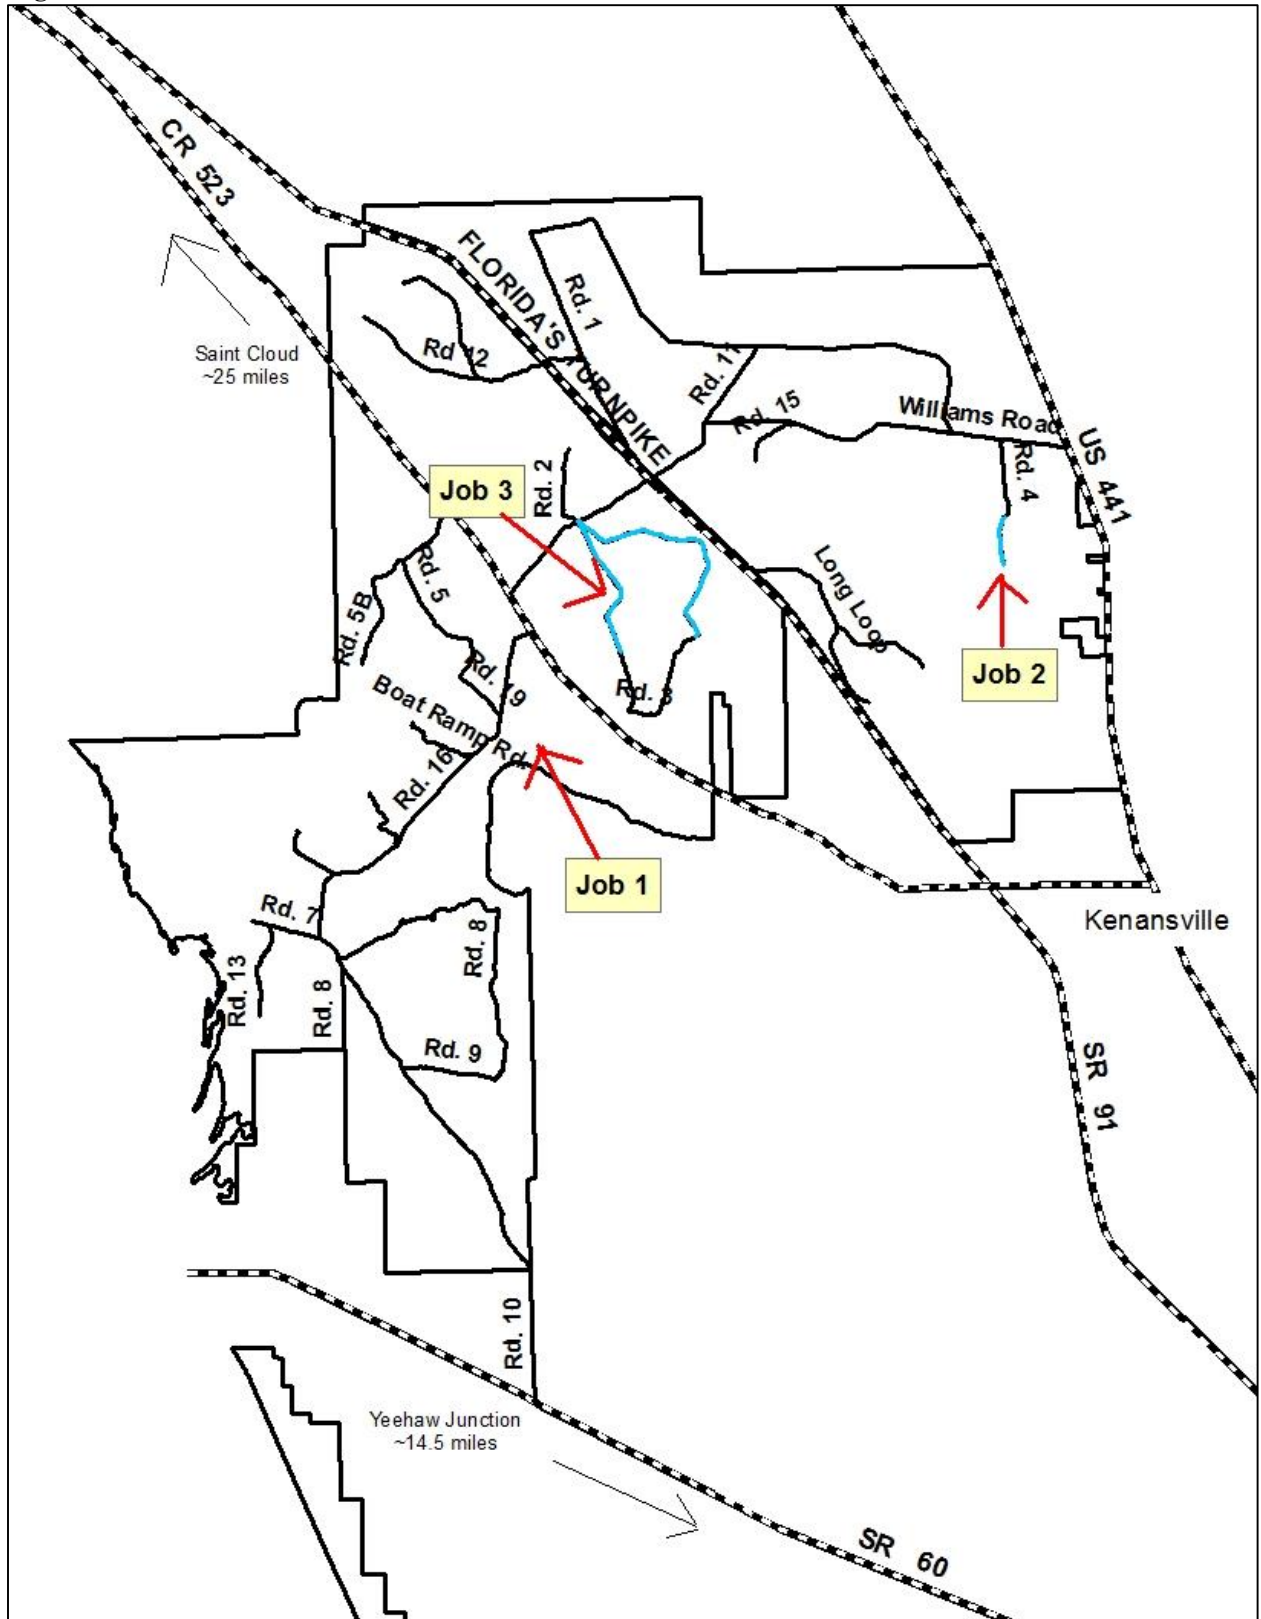 CR 523
FLORIDA'S TURNPIKE
Rd. 1
Saint Cloud
~25 miles
Rd 12
Rd. 11
Rd. 15
Williams Road
US 441
Rd. 4
Rd. 2
Job 3
Long Loop
Rd. 5
Rd. 5B
Rd. 19
Rd. 3
Job 2
Boat Ramp Rd.
Rd. 16
Job 1
Rd. 7
Kenansville
Rd. 8
Rd. 13
Rd. 8
Rd. 9
SR 91
Rd. 10
Yeehaw Junction
~14.5 miles
SR 60